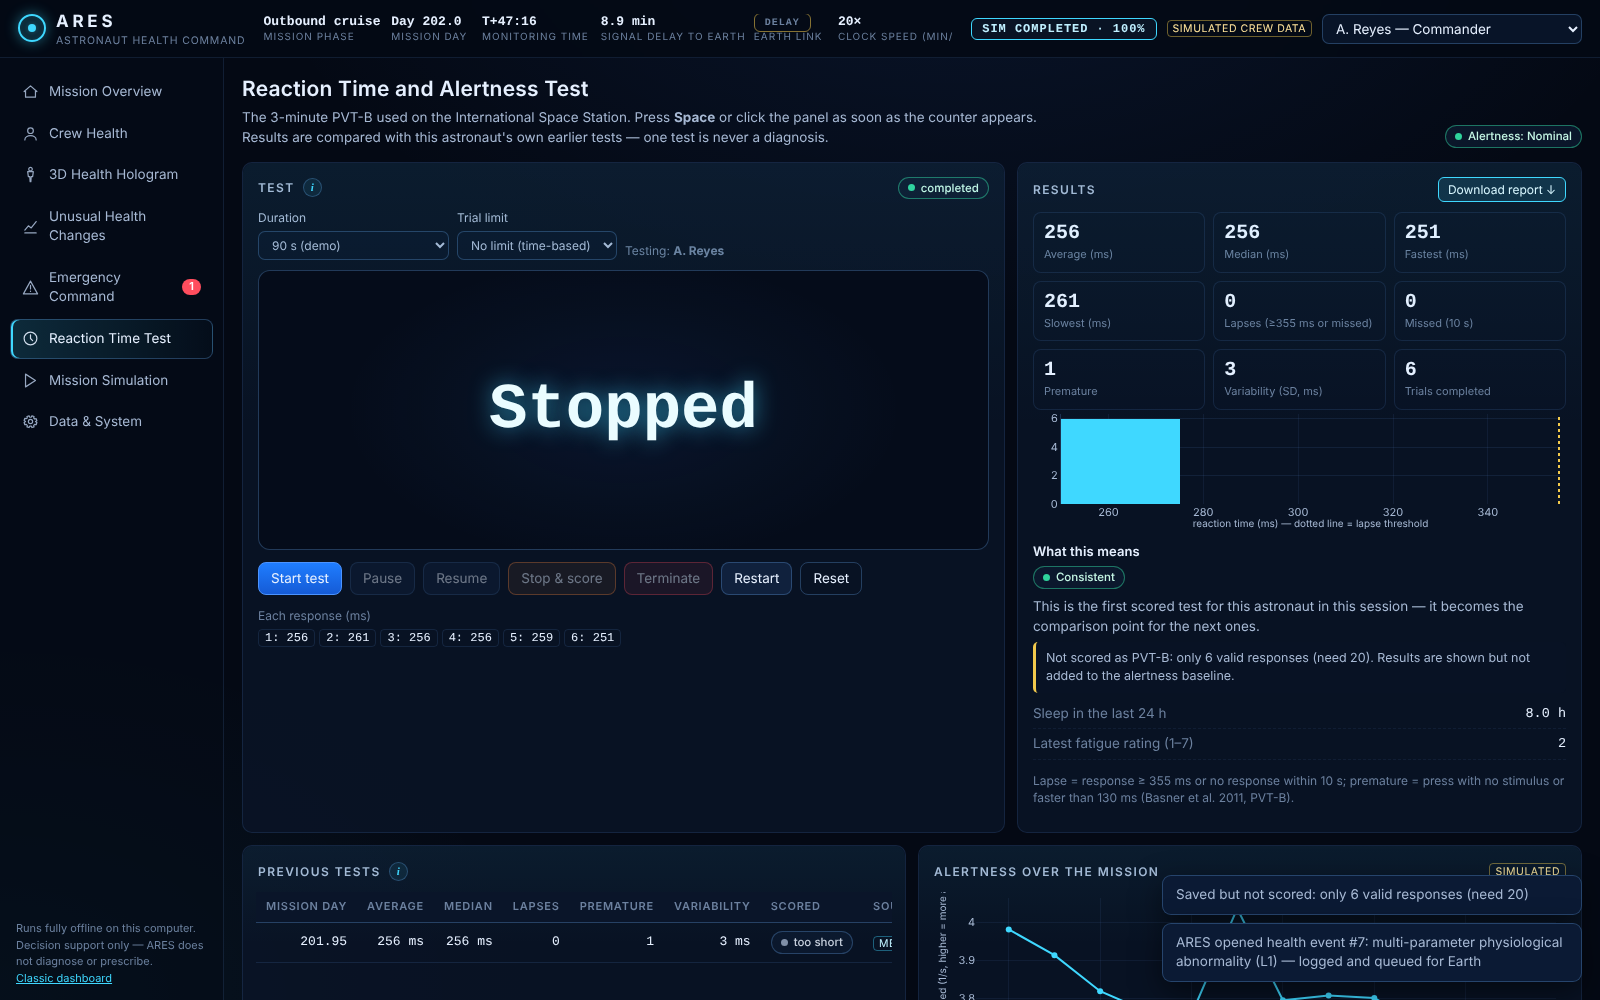 ARES
ASTRONAUT HEALTH COMMAND
Outbound cruise
MISSION PHASE
Day 202.0
MISSION DAY
T+47:16
MONITORING TIME
8.9 min
SIGNAL DELAY TO EARTH
DELAY
EARTH LINK
20×
CLOCK SPEED (MIN/
SIM COMPLETED · 100%
SIMULATED CREW DATA
A. Reyes — Commander
Mission Overview
Crew Health
3D Health Hologram
Unusual Health
Changes
Emergency
Command
1
Reaction Time Test
Mission Simulation
Data & System
Runs fully offline on this computer.
Decision support only — ARES does
not diagnose or prescribe.
Classic dashboard
Reaction Time and Alertness Test
The 3-minute PVT-B used on the International Space Station. Press Space or click the panel as soon as the counter appears.
Results are compared with this astronaut's own earlier tests — one test is never a diagnosis.
Alertness: Nominal
TEST
i
completed
Duration
Trial limit
90 s (demo)
No limit (time-based)
Testing: A. Reyes
Stopped
Start test
Pause
Resume
Stop & score
Terminate
Restart
Reset
Each response (ms)
1: 256
2: 261
3: 256
4: 256
5: 259
6: 251
RESULTS
Download report ↓
256
Average (ms)
256
Median (ms)
251
Fastest (ms)
261
Slowest (ms)
0
Lapses (≥355 ms or missed)
0
Missed (10 s)
1
Premature
3
Variability (SD, ms)
6
Trials completed
6
4
2
0
260
280
300
320
340
reaction time (ms) — dotted line = lapse threshold
What this means
Consistent
This is the first scored test for this astronaut in this session — it becomes the
comparison point for the next ones.
Not scored as PVT-B: only 6 valid responses (need 20). Results are shown but not
added to the alertness baseline.
Sleep in the last 24 h
8.0 h
Latest fatigue rating (1–7)
2
Lapse = response ≥ 355 ms or no response within 10 s; premature = press with no stimulus or
faster than 130 ms (Basner et al. 2011, PVT-B).
PREVIOUS TESTS
i
MISSION DAY
AVERAGE
MEDIAN
LAPSES
PREMATURE
VARIABILITY
SCORED
SOU
201.95
256 ms
256 ms
0
1
3 ms
too short
ME
ALERTNESS OVER THE MISSION
SIMULATED
4
3.9
3.8
(1/s, higher = more
Saved but not scored: only 6 valid responses (need 20)
ARES opened health event #7: multi-parameter physiological
abnormality (L1) — logged and queued for Earth